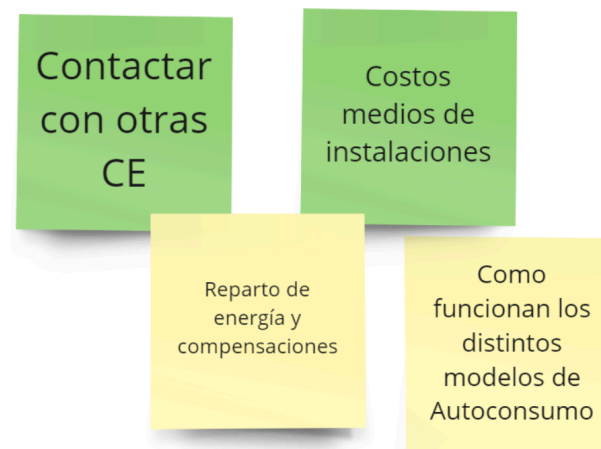 Contactar
con otras
CE
Costos
medios de
instalaciones
Reparto de
energía y
compensaciones
Como
funcionan los
distintos
modelos de
Autoconsumo